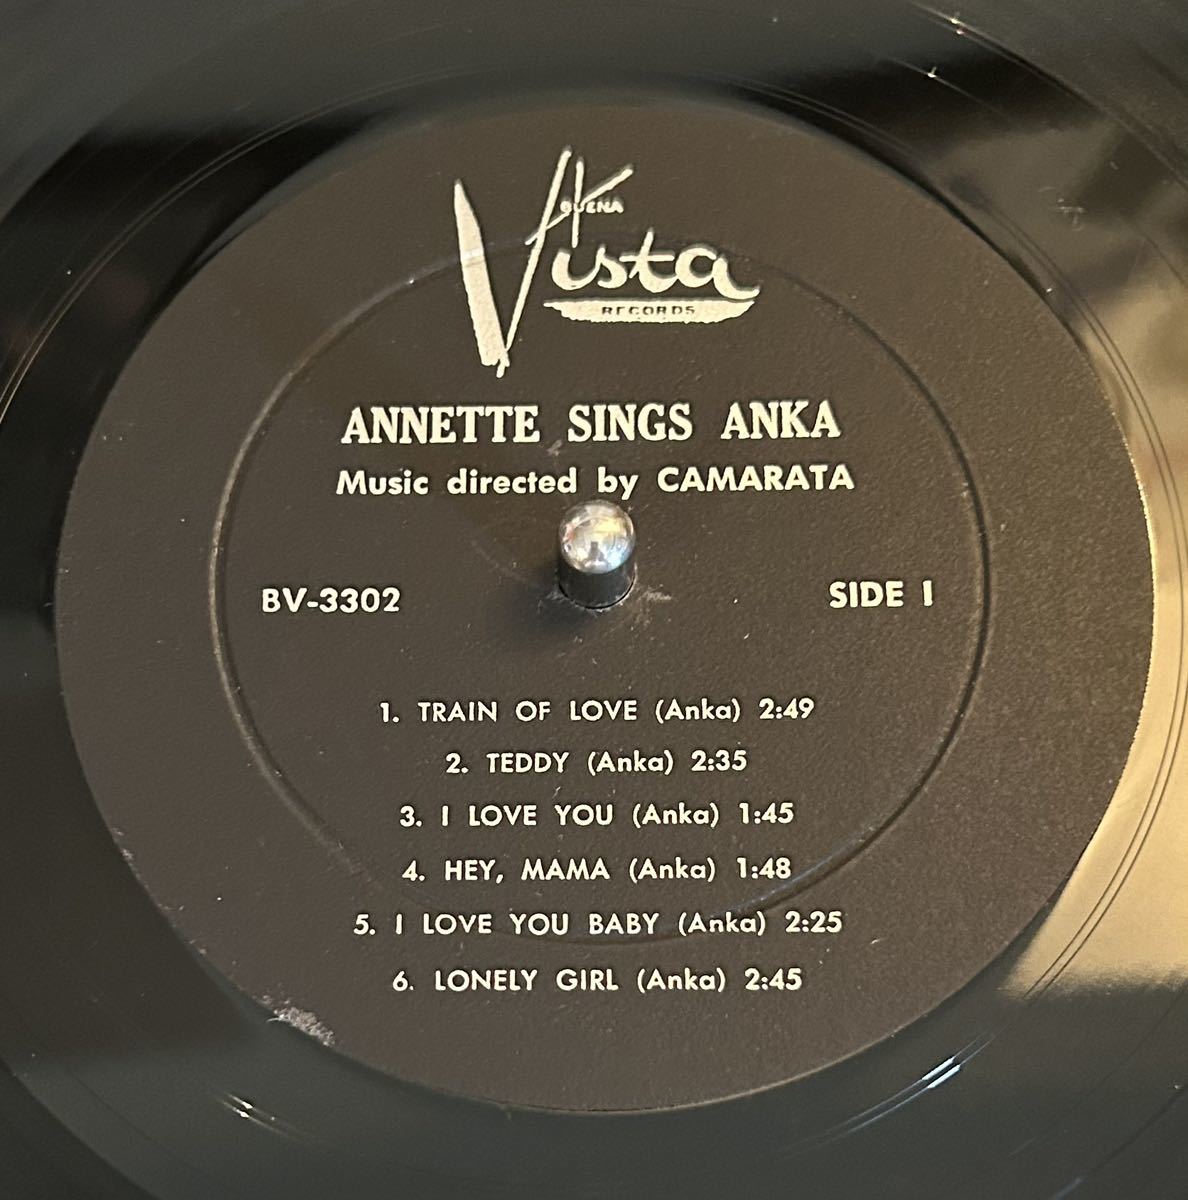 BUENA
Vista
RECORDS
ANNETTE SINGS ANKA
Music directed by CAMARATA
BV-3302
SIDE 1
1. TRAIN OF LOVE (Anka) 2:49
2. TEDDY (Anka) 2:35
3. I LOVE YOU (Anka) 1:45
4. HEY, MAMA (Anka) 1:48
5. I LOVE YOU BABY (Anka) 2:25
6. LONELY GIRL (Anka) 2:45